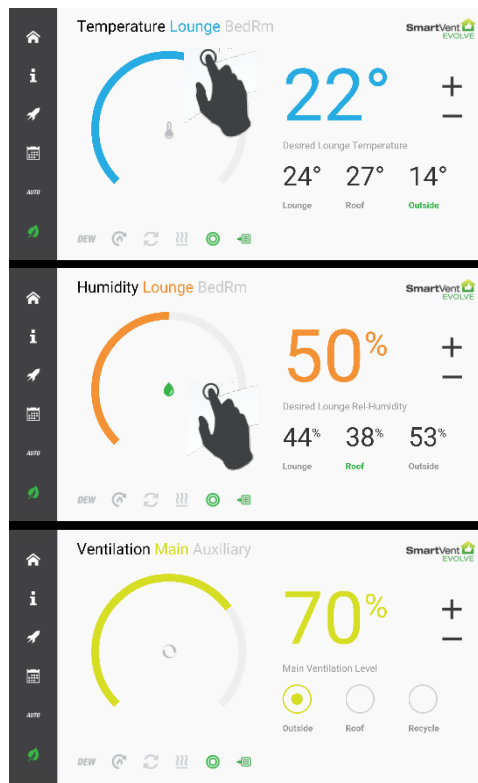 Temperature Lounge BedRm
SmartVent
EVOLVE
22°
+
−
Desired Lounge Temperature
24° 27° 14°
Lounge Roof Outside
AUTO
DEW
Humidity Lounge BedRm
SmartVent
EVOLVE
50%
+
−
Desired Lounge Rel-Humidity
44% 38% 53%
Lounge Roof Outside
AUTO
DEW
Ventilation Main Auxiliary
SmartVent
EVOLVE
70%
+
−
Main Ventilation Level
Outside Roof Recycle
AUTO
DEW